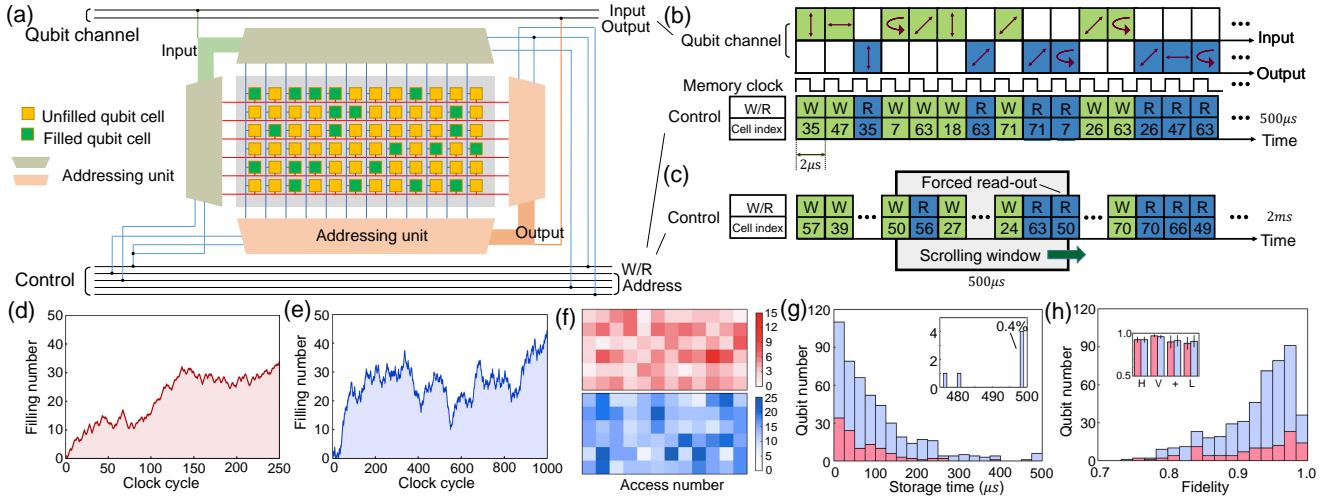 (a)
Qubit channel
Input
Output
Input
Unfilled qubit cell
Filled qubit cell
Addressing unit
Addressing unit
Output
Control
W/R
Address
(b)
Qubit channel
Input
Output
Memory clock
Control
W/R
W W R W W W R W R R W W R R R
Cell index
35 47 35 7 63 18 63 71 71 7 26 63 26 47 63
500μs
Time
2μs
(c)
Forced read-out
Control
W/R
W W ••• W R W ••• W R R ••• W R R R •••
Cell index
57 39 50 56 27 24 63 50 70 70 66 49
2ms
Time
Scrolling window
500μs
(d)
Filling number
50
40
30
20
10
0
0 50 100 150 200 250
Clock cycle
(e)
Filling number
50
40
30
20
10
0
0 200 400 600 800 1000
Clock cycle
(f)
15
12
9
6
3
0
25
20
15
10
5
0
Access number
(g)
Qubit number
120
90
60
30
0
0 100 200 300 400 500
Storage time (μs)
4
2
0
0.4%
480 490 500
(h)
Qubit number
120
90
60
30
0
0.7 0.8 0.9 1.0
Fidelity
1.0
0.5
H V + L